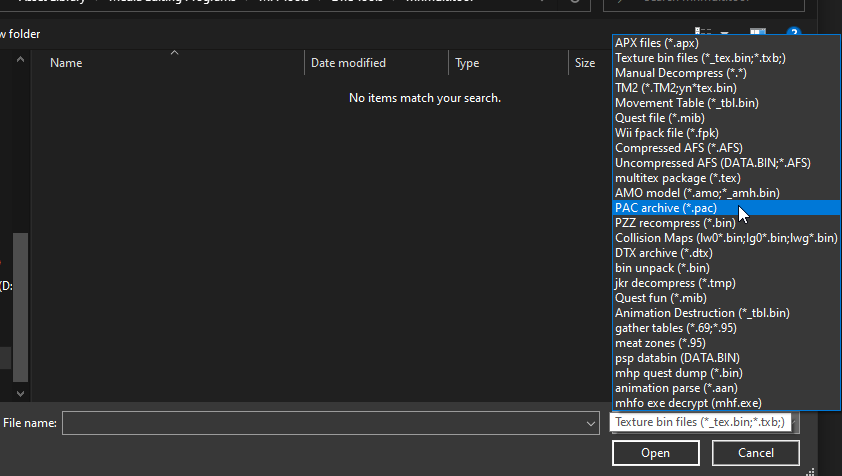 w folder
Name
Date modified
Type
Size
No items match your search.
(D:
APX files (*.apx)
Texture bin files (*_tex.bin;*.txb;)
Manual Decompress (*.*)
TM2 (*.TM2;yn*tex.bin)
Movement Table (*_tbl.bin)
Quest file (*.mib)
Wii fpack file (*.fpk)
Compressed AFS (*.AFS)
Uncompressed AFS (DATA.BIN;*.AFS)
multitex package (*.tex)
AMO model (*.amo;*_amh.bin)
PAC archive (*.pac)
PZZ recompress (*.bin)
Collision Maps (lw0*.bin;lg0*.bin;lwg*.bin)
DTX archive (*.dtx)
bin unpack (*.bin)
jkr decompress (*.tmp)
Quest fun (*.mib)
Animation Destruction (*_tbl.bin)
gather tables (*.69;*.95)
meat zones (*.95)
psp databin (DATA.BIN)
mhp quest dump (*.bin)
animation parse (*.aan)
mhfo exe decrypt (mhf.exe)
File name:
Texture bin files (*_tex.bin;*.txb;)
Open
Cancel